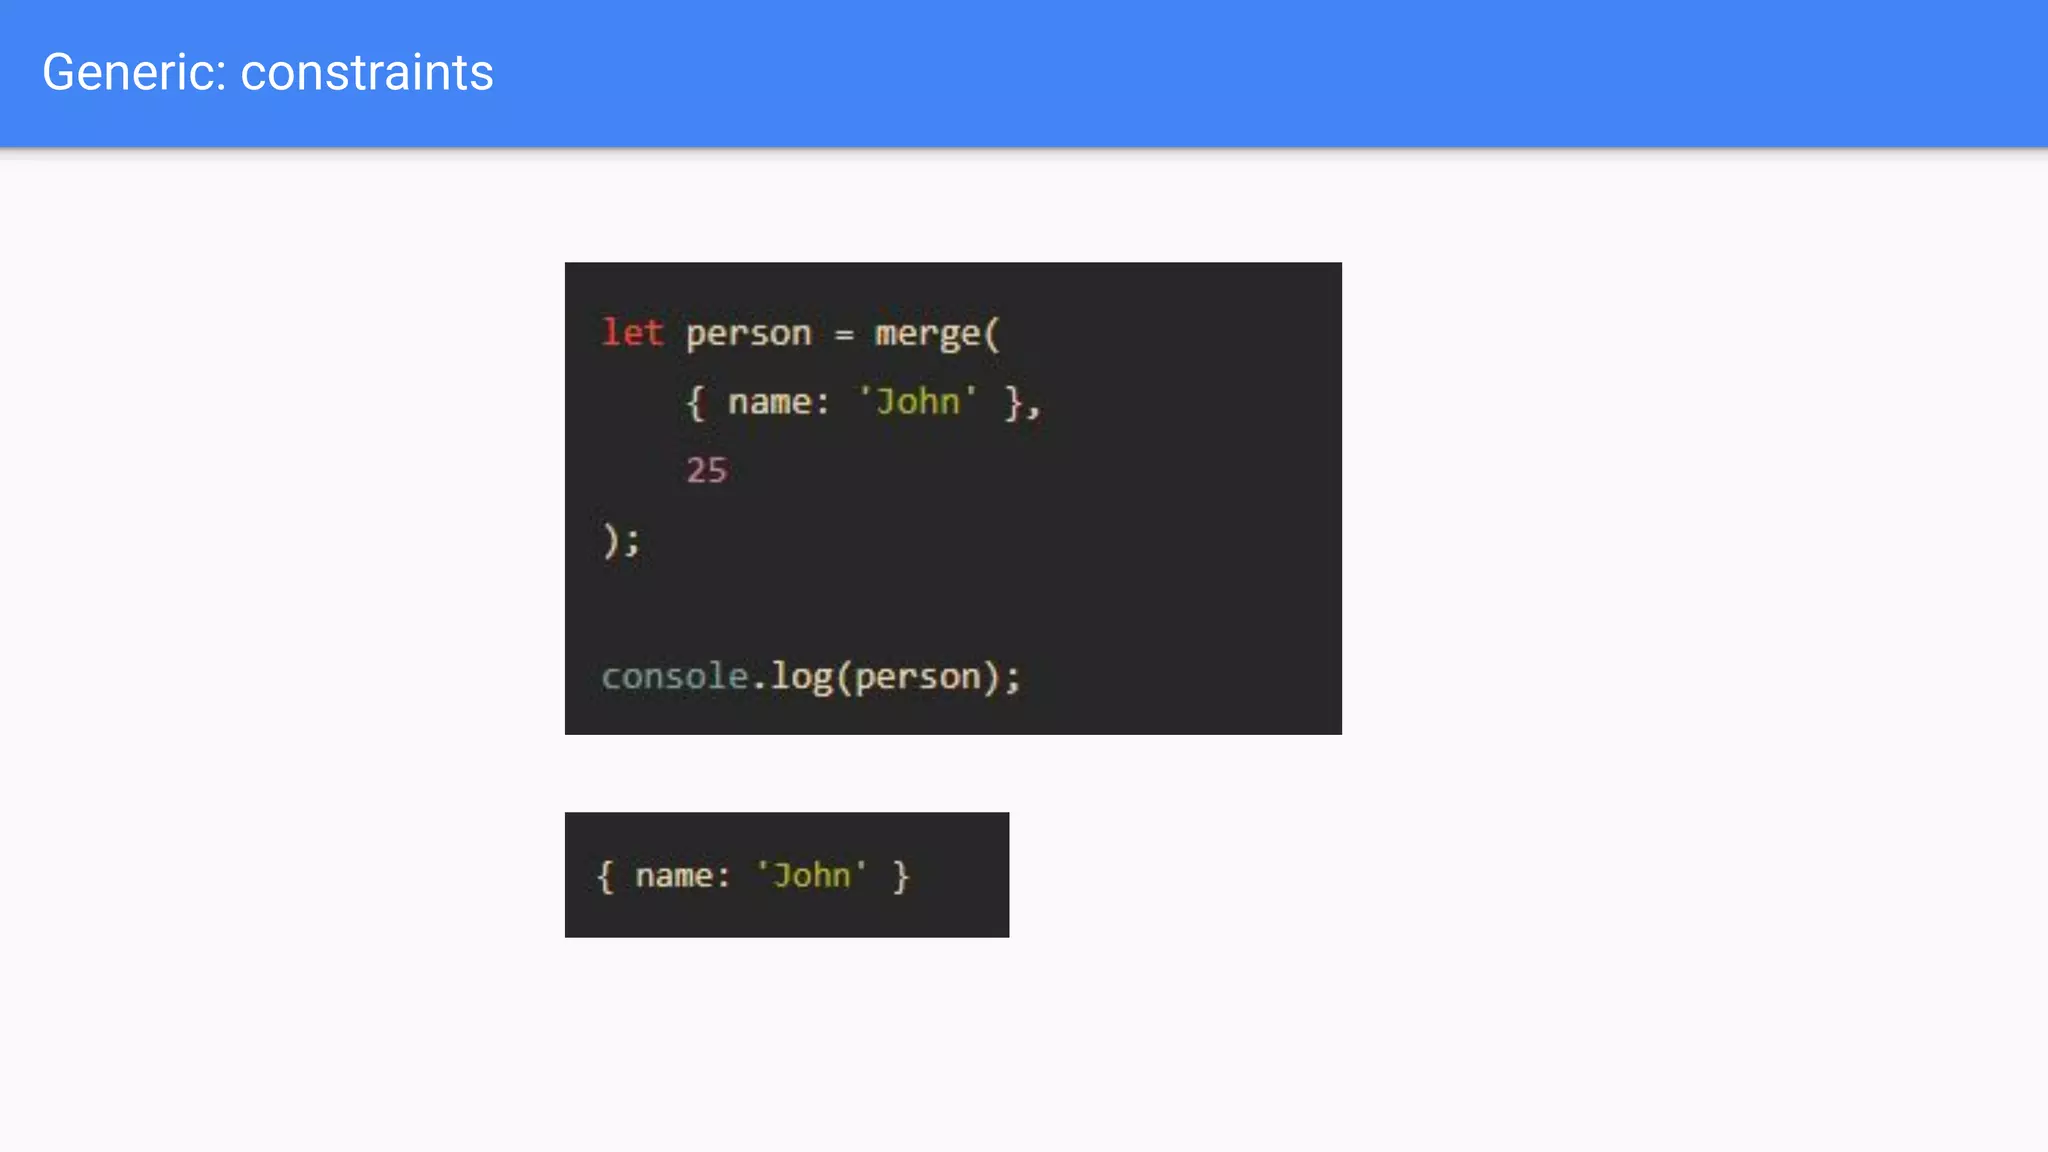 Generic: constraints
let person = merge(
    { name: 'John' },
    25
);
console.log(person);
{ name: 'John' }